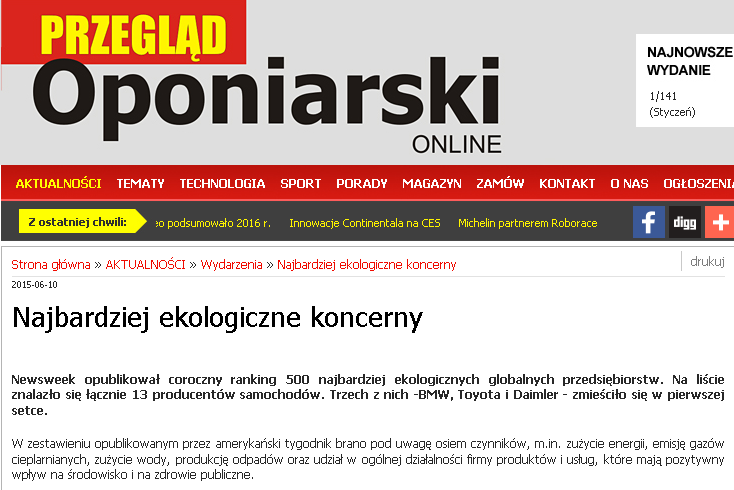 PRZEGLĄD
Oponiarski
ONLINE
NAJNOWSZE
WYDANIE
1/141
(Styczeń)
AKTUALNOŚCI TEMATY TECHNOLOGIA SPORT PORADY MAGAZYN ZAMÓW KONTAKT O NAS OGŁOSZENIA
Z ostatniej chwili: eo podsumowało 2016 r. Innowacje Continentala na CES Michelin partnerem Roborace
f digg +
Strona główna » AKTUALNOŚCI » Wydarzenia » Najbardziej ekologiczne koncerny
drukuj
2015-06-10
Najbardziej ekologiczne koncerny
Newsweek opublikował coroczny ranking 500 najbardziej ekologicznych globalnych przedsiębiorstw. Na liście
znalazło się łącznie 13 producentów samochodów. Trzech z nich -BMW, Toyota i Daimler - zmieściło się w pierwszej
setce.
W zestawieniu opublikowanym przez amerykański tygodnik brano pod uwagę osiem czynników, m.in. zużycie energii, emisję gazów
cieplarnianych, zużycie wody, produkcję odpadów oraz udział w ogólnej działalności firmy produktów i usług, które mają pozytywny
wpływ na środowisko i na zdrowie publiczne.